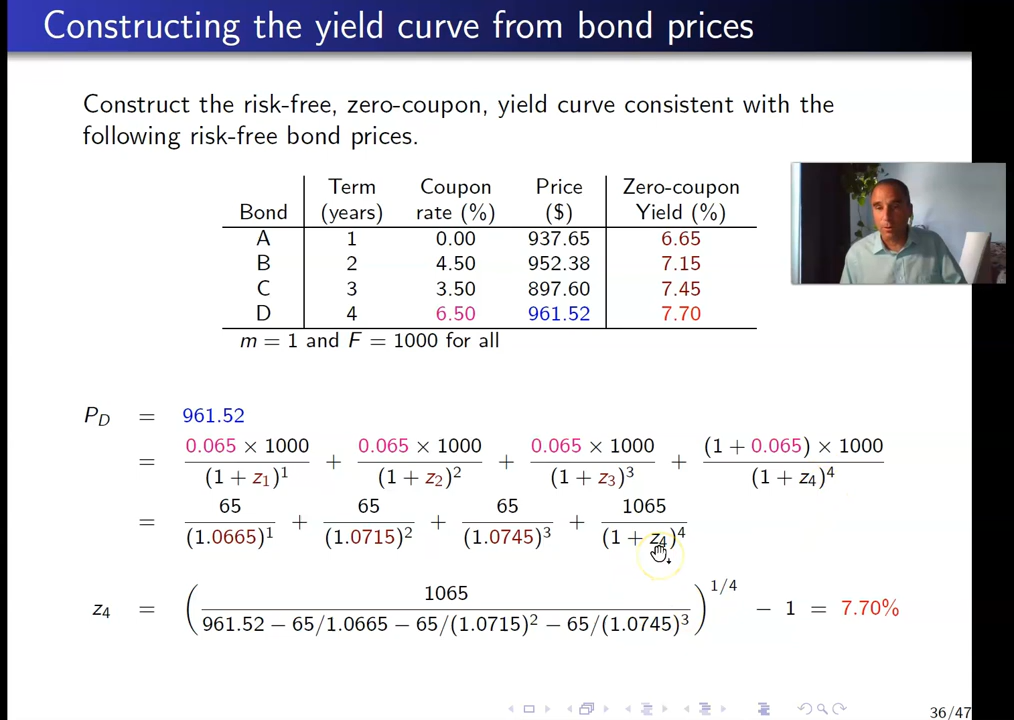 Constructing the yield curve from bond prices
Construct the risk-free, zero-coupon, yield curve consistent with the
following risk-free bond prices.
Term Coupon Price Zero-coupon
Bond (years) rate (%) ($) Yield (%)
A 1 0.00 937.65 6.65
B 2 4.50 952.38 7.15
C 3 3.50 897.60 7.45
D 4 6.50 961.52 7.70
m = 1 and F = 1000 for all
P_D = 961.52
= 0.065 × 1000/(1 + z₁)¹ + 0.065 × 1000/(1 + z₂)² + 0.065 × 1000/(1 + z₃)³ + (1 + 0.065) × 1000/(1 + z₄)⁴
= 65/(1.0665)¹ + 65/(1.0715)² + 65/(1.0745)³ + 1065/(1 + z₄)⁴
z₄ = (1065/(961.52 − 65/1.0665 − 65/(1.0715)² − 65/(1.0745)³))^(1/4) − 1 = 7.70%
36/47